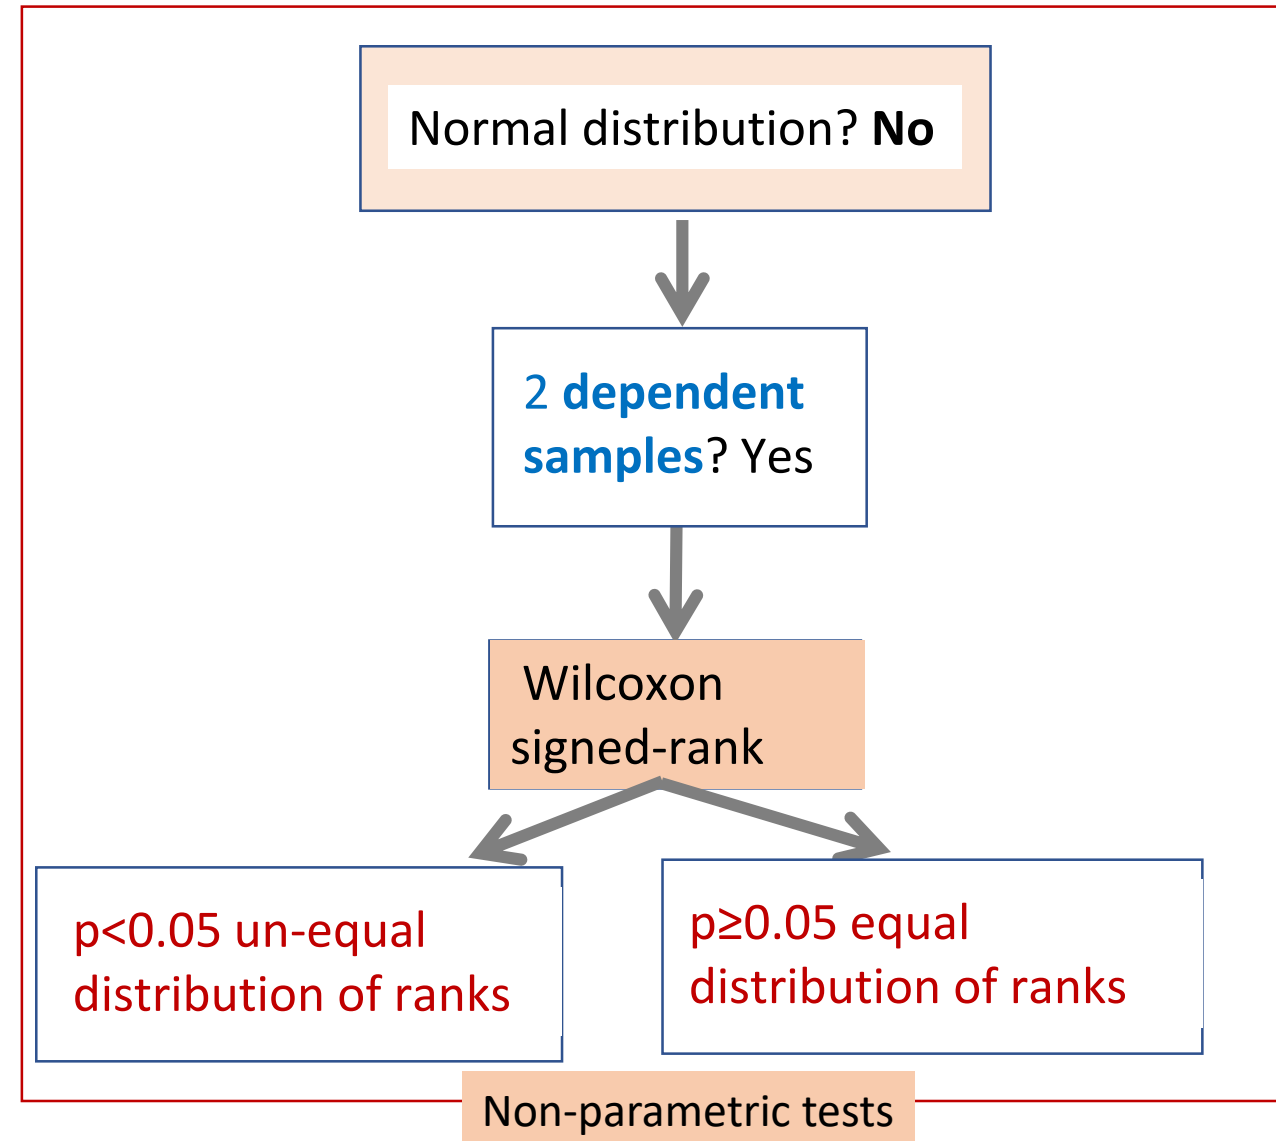 Normal distribution? No
2 dependent
samples? Yes
Wilcoxon
signed-rank
p<0.05 un-equal
distribution of ranks
p≥0.05 equal
distribution of ranks
Non-parametric tests